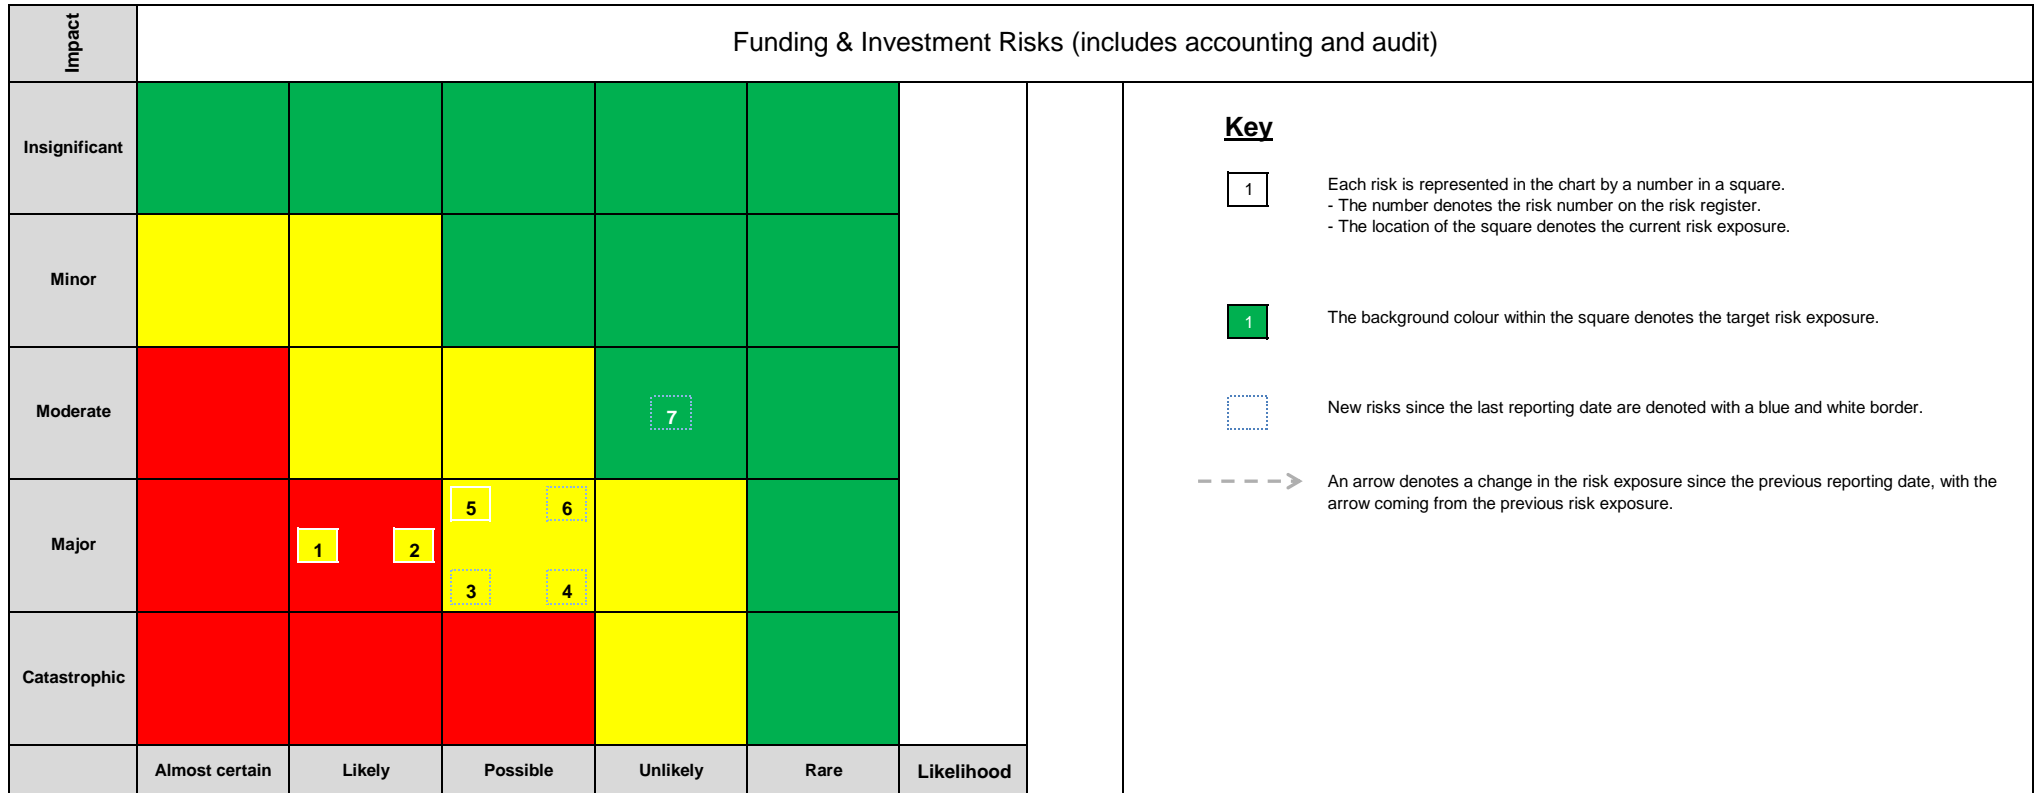 Impact
Funding & Investment Risks (includes accounting and audit)
Insignificant
Minor
Moderate
7
Major
5
6
1
2
3
4
Catastrophic
Almost certain
Likely
Possible
Unlikely
Rare
Likelihood
Key
1
Each risk is represented in the chart by a number in a square.
- The number denotes the risk number on the risk register.
- The location of the square denotes the current risk exposure.
1
The background colour within the square denotes the target risk exposure.
New risks since the last reporting date are denoted with a blue and white border.
An arrow denotes a change in the risk exposure since the previous reporting date, with the
arrow coming from the previous risk exposure.